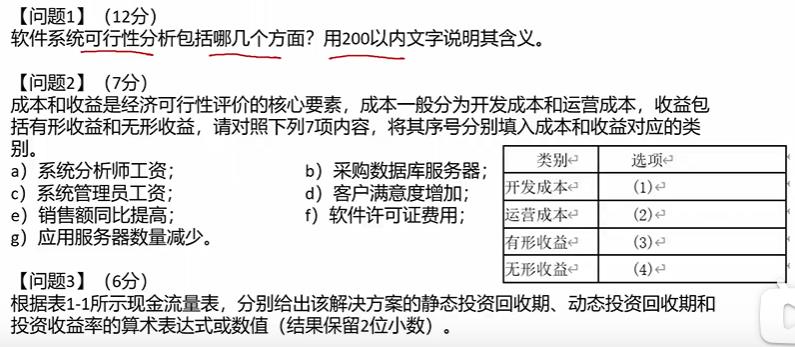 【问题1】（12分）
软件系统可行性分析包括哪几个方面？用200以内文字说明其含义。
【问题2】（7分）
成本和收益是经济可行性评价的核心要素，成本一般分为开发成本和运营成本，收益包
括有形收益和无形收益，请对照下列7项内容，将其序号分别填入成本和收益对应的类
别。
a）系统分析师工资； b）采购数据库服务器；
c）系统管理员工资； d）客户满意度增加；
e）销售额同比提高； f）软件许可证费用；
g）应用服务器数量减少。
类别 选项
开发成本 (1)
运营成本 (2)
有形收益 (3)
无形收益 (4)
【问题3】（6分）
根据表1-1所示现金流量表，分别给出该解决方案的静态投资回收期、动态投资回收期和
投资收益率的算术表达式或数值（结果保留2位小数）。